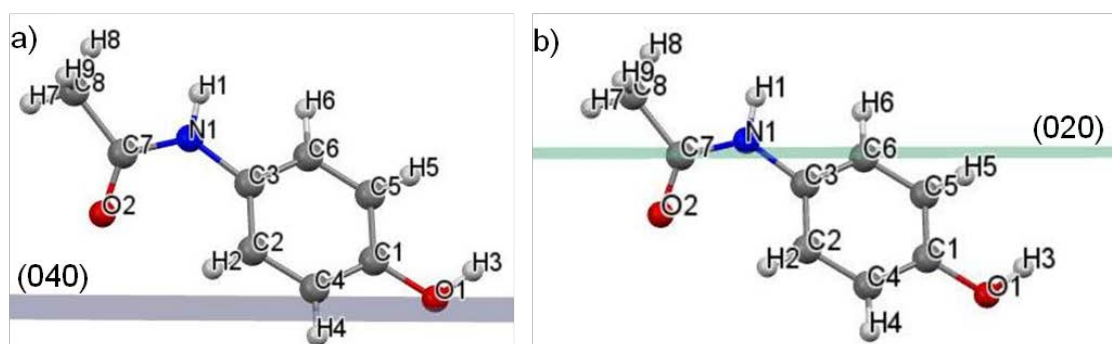 a)
H8
H9
H7
C8
H1
N1
C7
H6
C6
C3
H5
C5
O2
C2
H2
C1
H3
C4
O1
H4
(040)
b)
H8
H9
H7
C8
H1
N1
C7
H6
C6
(020)
C3
H5
C5
O2
C2
H2
C1
H3
C4
O1
H4